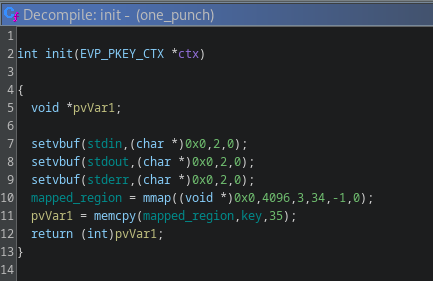 Decompile: init - (one_punch)
1
2 int init(EVP_PKEY_CTX *ctx)
3
4 {
5 void *pvVar1;
6
7 setvbuf(stdin,(char *)0x0,2,0);
8 setvbuf(stdout,(char *)0x0,2,0);
9 setvbuf(stderr,(char *)0x0,2,0);
10 mapped_region = mmap((void *)0x0,4096,3,34,-1,0);
11 pvVar1 = memcpy(mapped_region,key,35);
12 return (int)pvVar1;
13 }
14